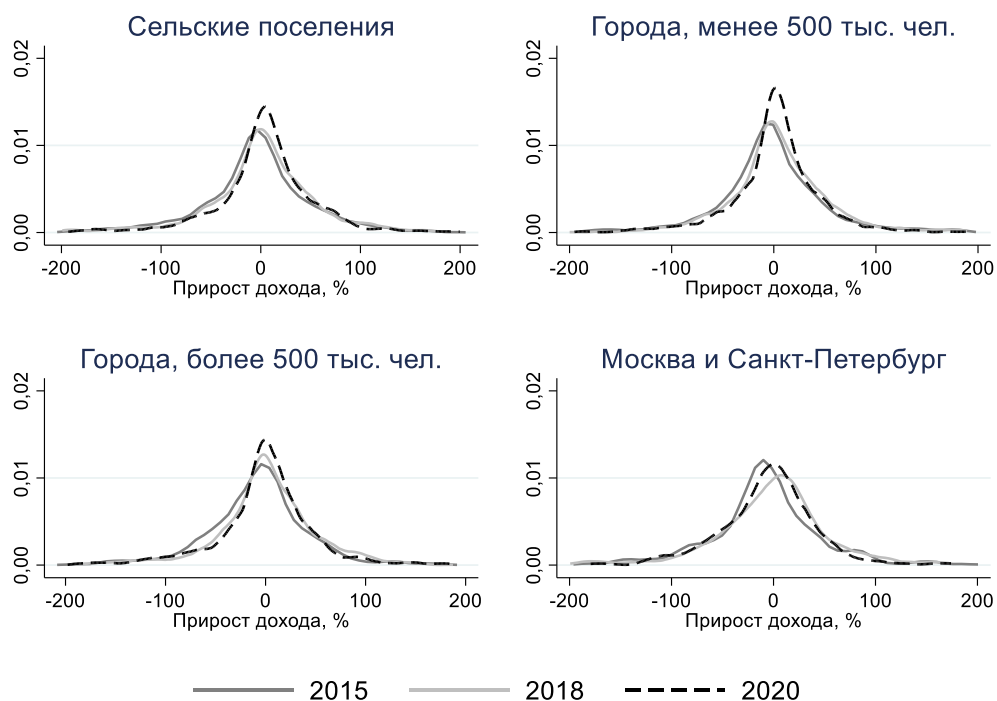 Сельские поселения
0,02
0,01
0,00
-200 -100 0 100 200
Прирост дохода, %
Города, менее 500 тыс. чел.
0,02
0,01
0,00
-200 -100 0 100 200
Прирост дохода, %
Города, более 500 тыс. чел.
0,02
0,01
0,00
-200 -100 0 100 200
Прирост дохода, %
Москва и Санкт-Петербург
0,02
0,01
0,00
-200 -100 0 100 200
Прирост дохода, %
2015 2018 2020